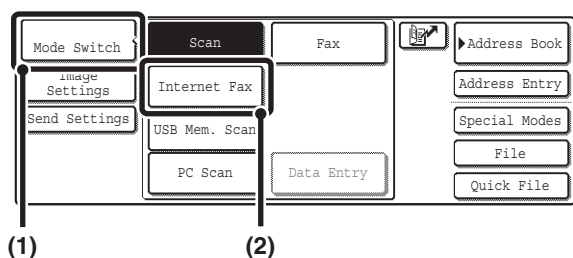 Mode Switch
Scan
Fax
Address Book
Image
Settings
Internet Fax
Address Entry
Send Settings
USB Mem. Scan
Special Modes
File
PC Scan
Data Entry
Quick File
(1)
(2)